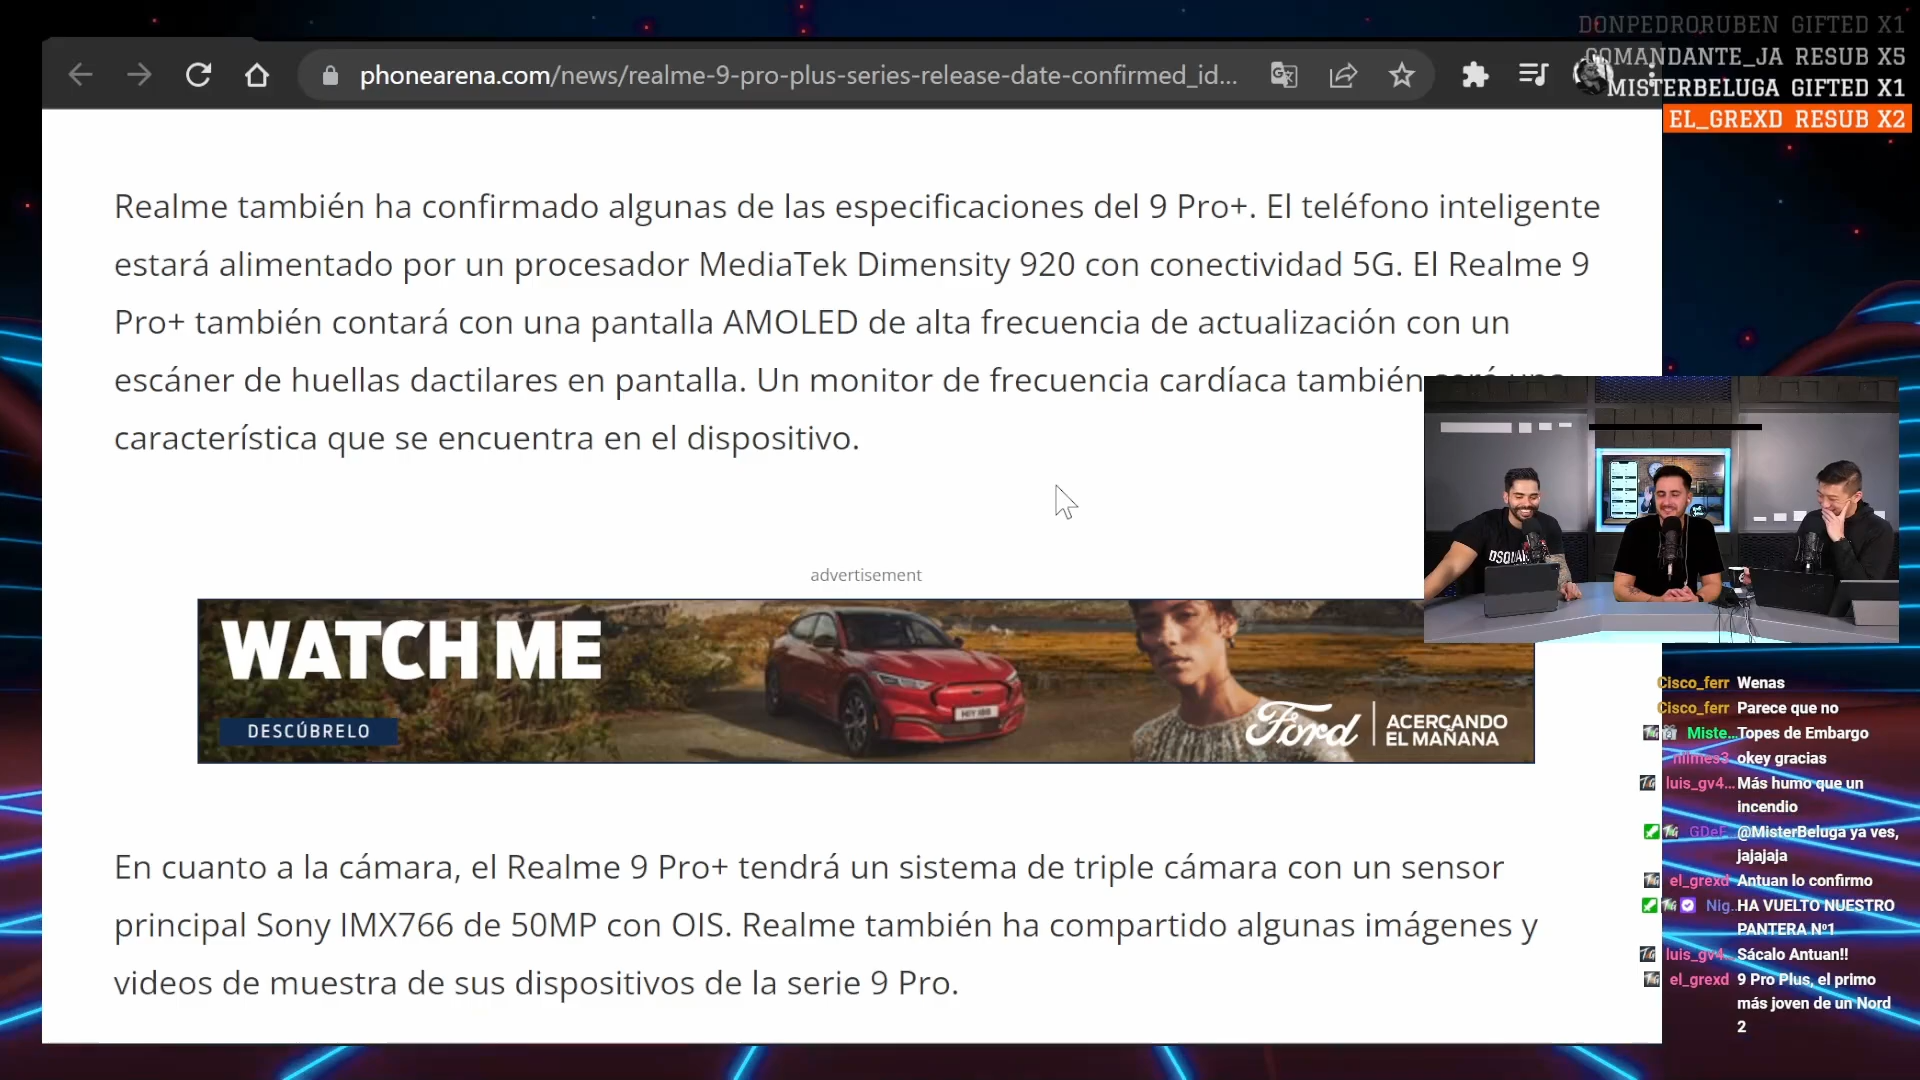 DONPEDRORUBEN GIFTED X1
COMANDANTE_JA RESUB X5
MISTERBELUGA GIFTED X1
EL_GREXD RESUB X2
phonearena.com/news/realme-9-pro-plus-series-release-date-confirmed_id...
Realme también ha confirmado algunas de las especificaciones del 9 Pro+. El teléfono inteligente
estará alimentado por un procesador MediaTek Dimensity 920 con conectividad 5G. El Realme 9
Pro+ también contará con una pantalla AMOLED de alta frecuencia de actualización con un
escáner de huellas dactilares en pantalla. Un monitor de frecuencia cardíaca también
característica que se encuentra en el dispositivo.
advertisement
WATCH ME
DESCÚBRELO
Ford
ACERCANDO
EL MAÑANA
En cuanto a la cámara, el Realme 9 Pro+ tendrá un sistema de triple cámara con un sensor
principal Sony IMX766 de 50MP con OIS. Realme también ha compartido algunas imágenes y
videos de muestra de sus dispositivos de la serie 9 Pro.
Cisco_ferr Wenas
Cisco_ferr Parece que no
Miste... Topes de Embargo
okey gracias
luis_gv4... Más humo que un
incendio
@MisterBeluga ya ves,
jajajaja
el_grexd Antuan lo confirmo
Nig... HA VUELTO NUESTRO
PANTERA Nº1
luis_gv4... Sácalo Antuan!!
el_grexd 9 Pro Plus, el primo
más joven de un Nord
2